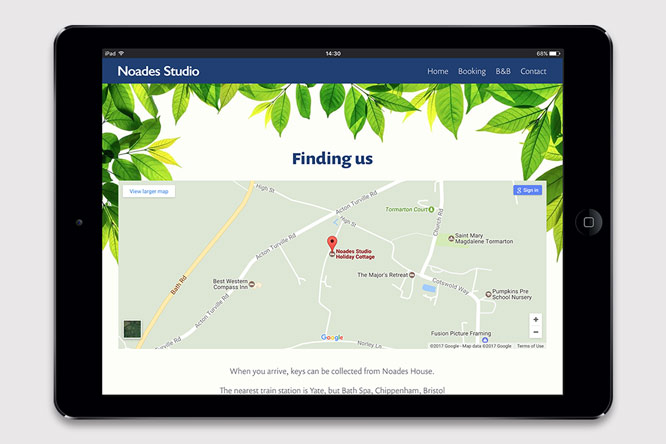 iPad 14:30 68%
Noades Studio Home Booking B&B Contact
Finding us
View larger map
Sign in
High St
Acton Turville Rd
High St
Tormarton Court
Church Rd
Saint Mary
Magdalene Tormarton
Acton Turville Rd
Noades Studio
Holiday Cottage
Bath Rd
Best Western
Compass Inn
The Major's Retreat
Cotswold Way
Pumpkins Pre
School Nursery
Acton Turville Rd
Fusion Picture Framing
Google
Norley Ln
©2017 Google - Map data ©2017 Google Terms of Use
When you arrive, keys can be collected from Noades House.
The nearest train station is Yate, but Bath Spa, Chippenham, Bristol